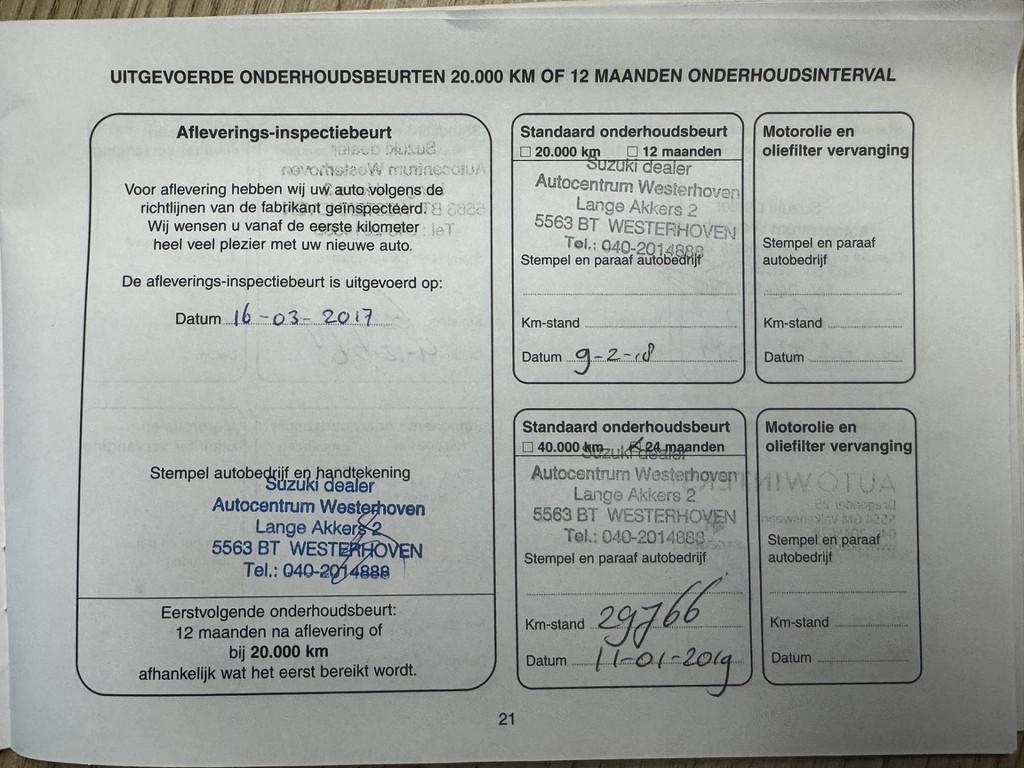 UITGEVOERDE ONDERHOUDSBEURTEN 20.000 KM OF 12 MAANDEN ONDERHOUDSINTERVAL
Afleverings-inspectiebeurt
Voor aflevering hebben wij uw auto volgens de
richtlijnen van de fabrikant geïnspecteerd.
Wij wensen u vanaf de eerste kilometer
heel veel plezier met uw nieuwe auto.
De afleverings-inspectiebeurt is uitgevoerd op:
Datum 16-03-2017
Stempel autobedrijf en handtekening
Suzuki dealer
Autocentrum Westerhoven
Lange Akkers 2
5563 BT WESTERHOVEN
Tel.: 040-2014888
Eerstvolgende onderhoudsbeurt:
12 maanden na aflevering of
bij 20.000 km
afhankelijk wat het eerst bereikt wordt.
Standaard onderhoudsbeurt
20.000 km 12 maanden
Suzuki dealer
Autocentrum Westerhoven
Lange Akkers 2
5563 BT WESTERHOVEN
Tel.: 040-2014888
Stempel en paraaf autobedrijf
Km-stand
Datum 9-2-18
Motorolie en
oliefilter vervanging
Stempel en paraaf
autobedrijf
Km-stand
Datum
Standaard onderhoudsbeurt
40.000 km 24 maanden
Suzuki dealer
Autocentrum Westerhoven
Lange Akkers 2
5563 BT WESTERHOVEN
Tel.: 040-2014888
Stempel en paraaf autobedrijf
Km-stand 29766
Datum 11-01-2019
Motorolie en
oliefilter vervanging
Stempel en paraaf
autobedrijf
Km-stand
Datum
21